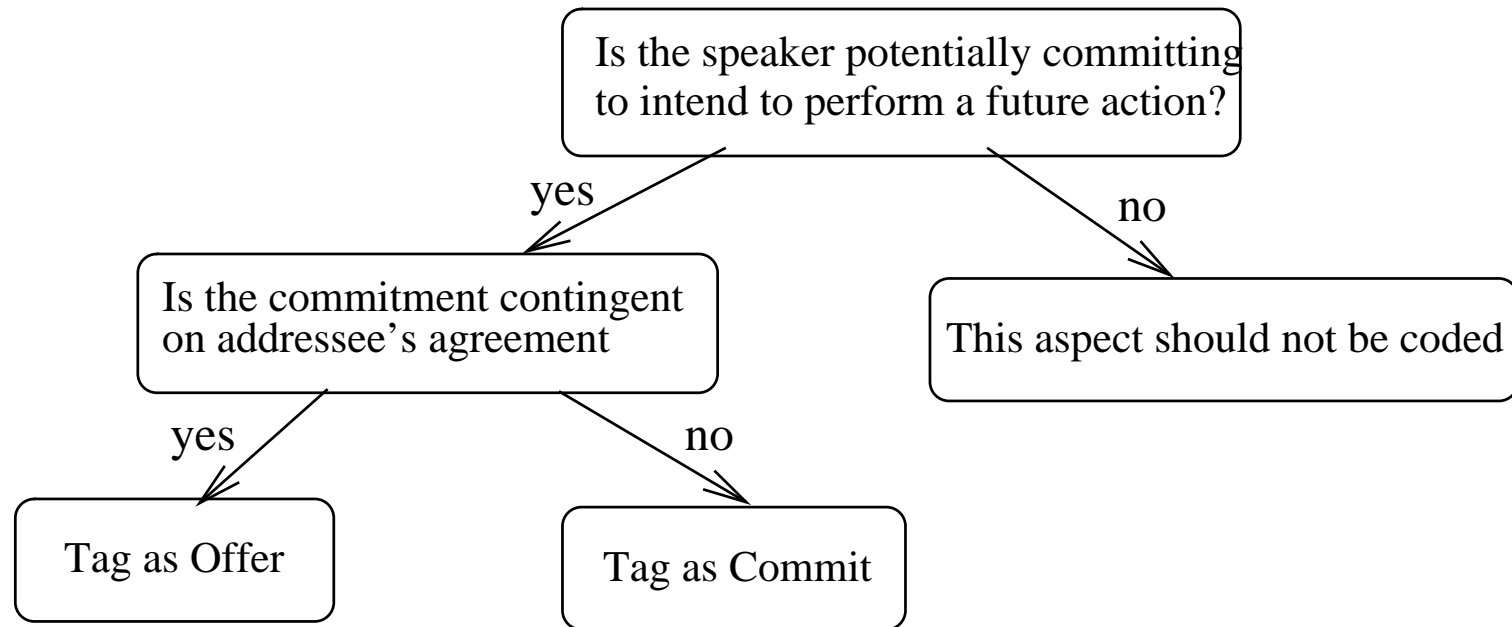 Is the speaker potentially committing
to intend to perform a future action?
yes
no
Is the commitment contingent
on addressee's agreement
This aspect should not be coded
yes
no
Tag as Offer
Tag as Commit